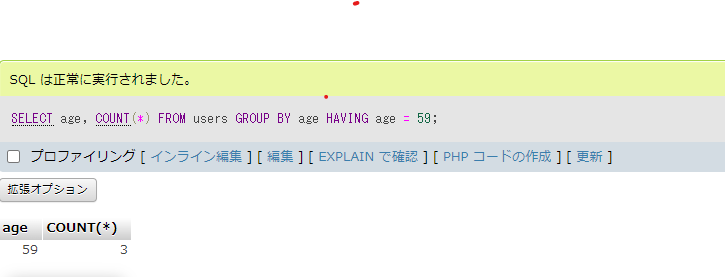 SQL は正常に実行されました。
SELECT age, COUNT(*) FROM users GROUP BY age HAVING age = 59;
プロファイリング [ インライン編集 ] [ 編集 ] [ EXPLAIN で確認 ] [ PHP コードの作成 ] [ 更新 ]
拡張オプション
age COUNT(*)
59 3